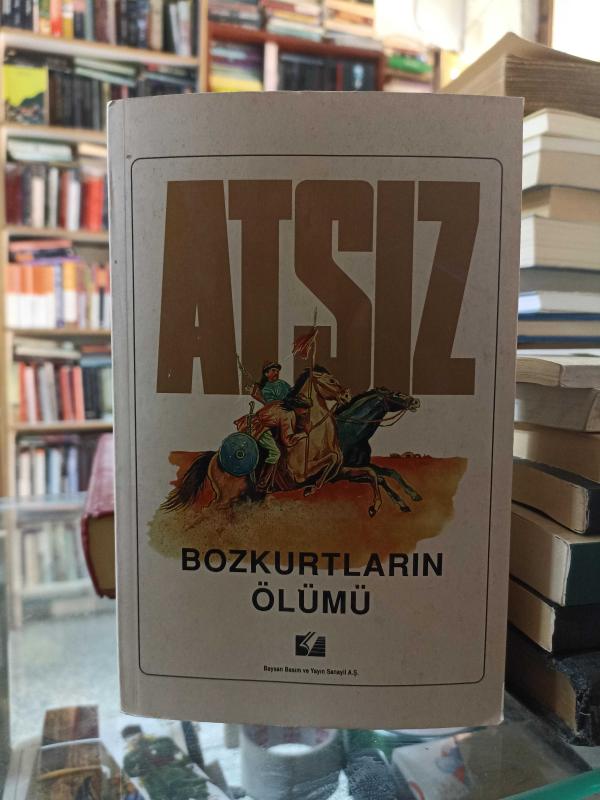 ATSIZ
BOZKURTLARIN
ÖLÜMÜ
Baysan Basım ve Yayın Sanayii A.Ş.